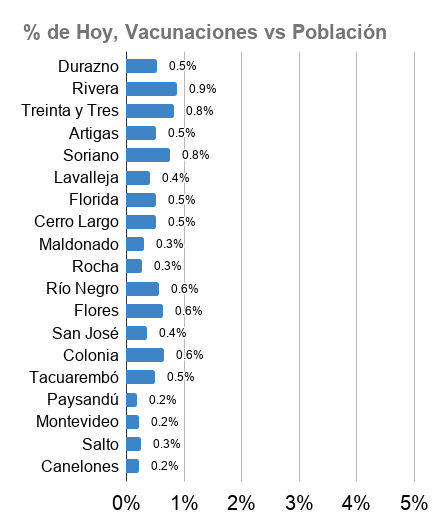 % de Hoy, Vacunaciones vs Población
Durazno 0.5%
Rivera 0.9%
Treinta y Tres 0.8%
Artigas 0.5%
Soriano 0.8%
Lavalleja 0.4%
Florida 0.5%
Cerro Largo 0.5%
Maldonado 0.3%
Rocha 0.3%
Río Negro 0.6%
Flores 0.6%
San José 0.4%
Colonia 0.6%
Tacuarembó 0.5%
Paysandú 0.2%
Montevideo 0.2%
Salto 0.3%
Canelones 0.2%
0% 1% 2% 3% 4% 5%